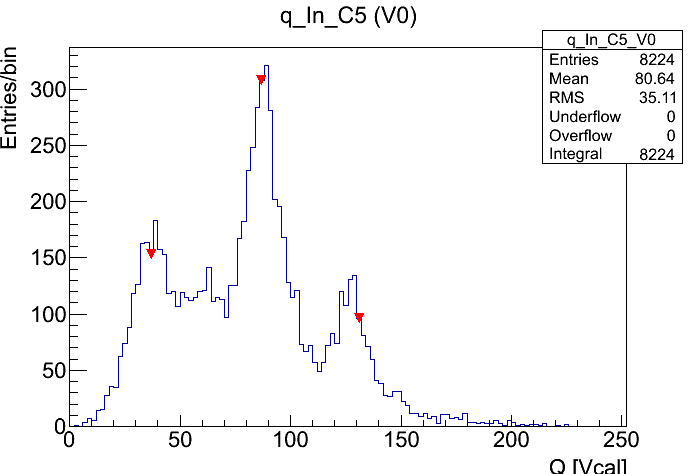 q_In_C5 (V0)
q_In_C5_V0
Entries 8224
Mean 80.64
RMS 35.11
Underflow 0
Overflow 0
Integral 8224
Entries/bin
300
250
200
150
100
50
0
0 50 100 150 200 250
Q [Vcal]